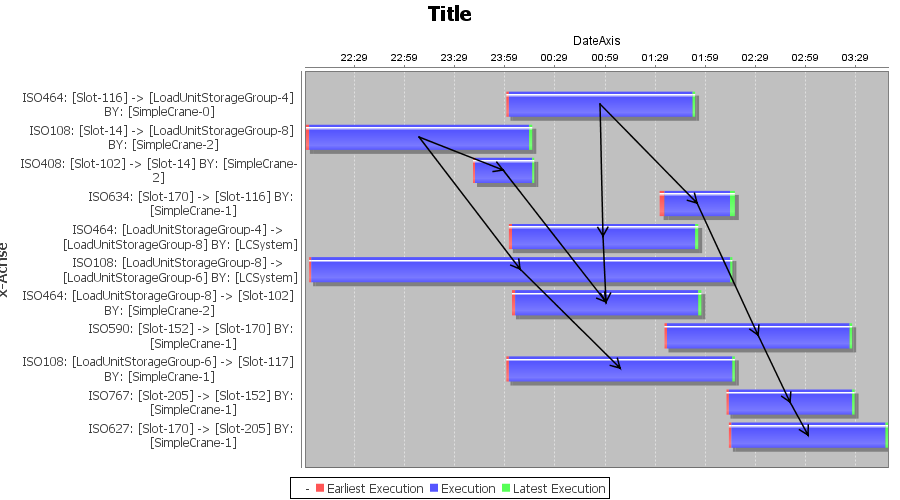 Title
DateAxis
22:29 22:59 23:29 23:59 00:29 00:59 01:29 01:59 02:29 02:59 03:29
ISO464: [Slot-116] -> [LoadUnitStorageGroup-4]
BY: [SimpleCrane-0]
ISO108: [Slot-14] -> [LoadUnitStorageGroup-8]
BY: [SimpleCrane-2]
ISO408: [Slot-102] -> [Slot-14] BY: [SimpleCrane-
2]
ISO634: [Slot-170] -> [Slot-116] BY:
[SimpleCrane-1]
ISO464: [LoadUnitStorageGroup-4] ->
[LoadUnitStorageGroup-8] BY: [LCSystem]
x-Achse
ISO108: [LoadUnitStorageGroup-8] ->
[LoadUnitStorageGroup-6] BY: [LCSystem]
ISO464: [LoadUnitStorageGroup-8] -> [Slot-102]
BY: [SimpleCrane-2]
ISO590: [Slot-152] -> [Slot-170] BY:
[SimpleCrane-1]
ISO108: [LoadUnitStorageGroup-6] -> [Slot-117]
BY: [SimpleCrane-1]
ISO767: [Slot-205] -> [Slot-152] BY:
[SimpleCrane-1]
ISO627: [Slot-170] -> [Slot-205] BY:
[SimpleCrane-1]
- Earliest Execution Execution Latest Execution